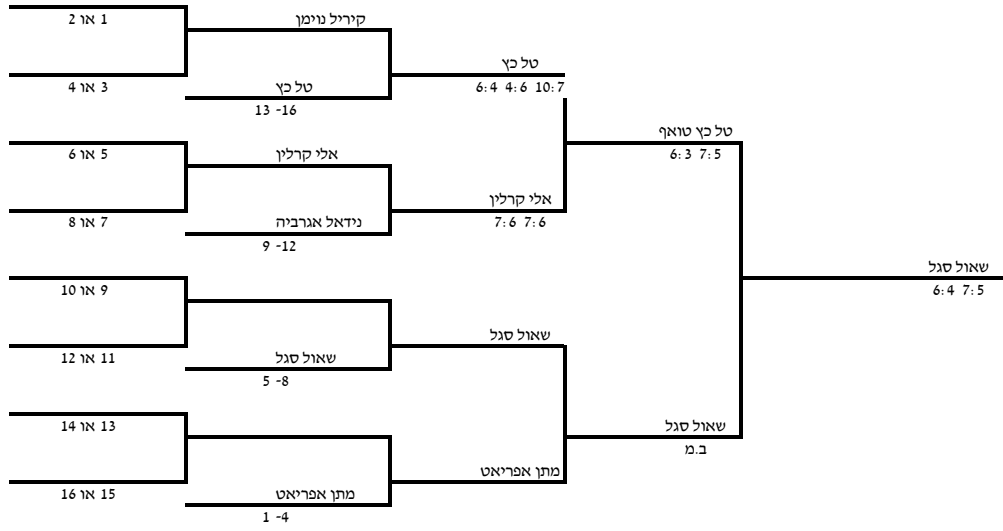 1 או 2
קיריל נוימן
טל כץ
3 או 4
טל כץ
6:4 4:6 10:7
13 -16
טל כץ טואף
5 או 6
אלי קרלין
6:3 7:5
אלי קרלין
7 או 8
נידאל אגרביה
7:6 7:6
9 -12
שאול סגל
9 או 10
6:4 7:5
שאול סגל
11 או 12
שאול סגל
5 -8
13 או 14
שאול סגל
ב.מ
מתן אפריאט
15 או 16
מתן אפריאט
1 -4